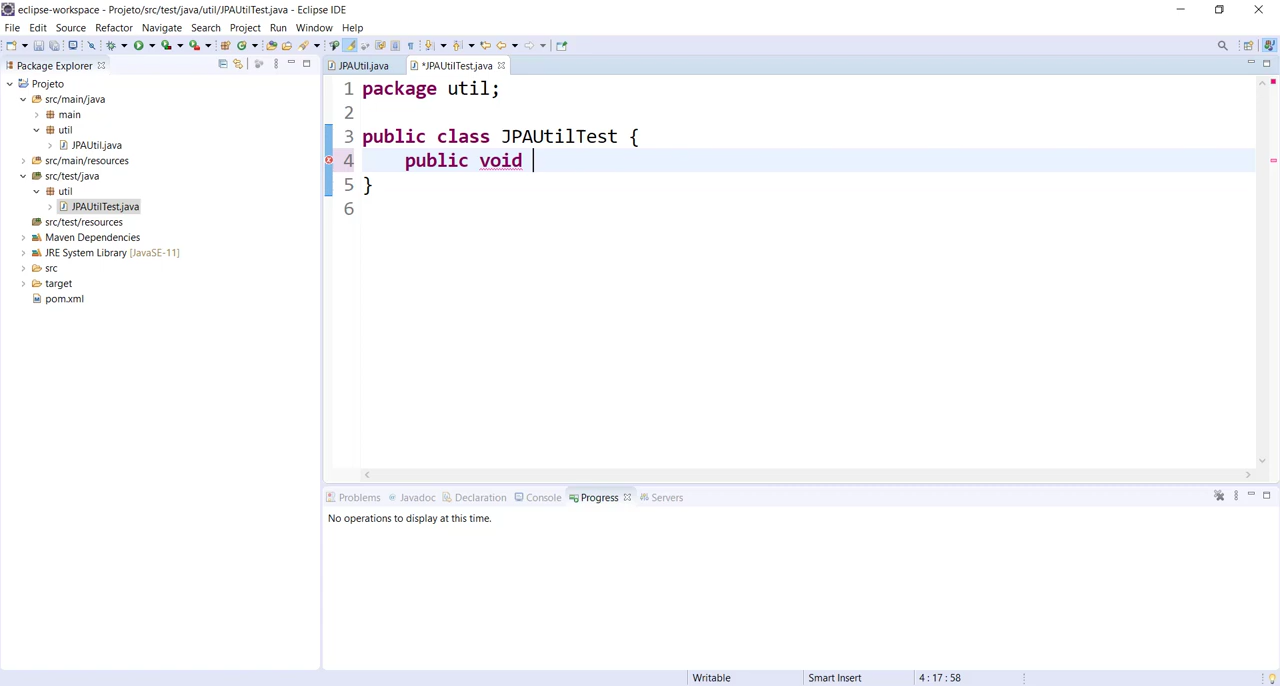 eclipse-workspace - Projeto/src/test/java/util/JPAUtilTest.java - Eclipse IDE
File Edit Source Refactor Navigate Search Project Run Window Help
Package Explorer
Projeto
src/main/java
main
util
JPAUtil.java
src/main/resources
src/test/java
util
JPAUtilTest.java
src/test/resources
Maven Dependencies
JRE System Library [JavaSE-11]
src
target
pom.xml
JPAUtil.java *JPAUtilTest.java
1 package util;
2
3 public class JPAUtilTest {
4 public void
5 }
6
Problems Javadoc Declaration Console Progress Servers
No operations to display at this time.
Writable Smart Insert 4 : 17 : 58